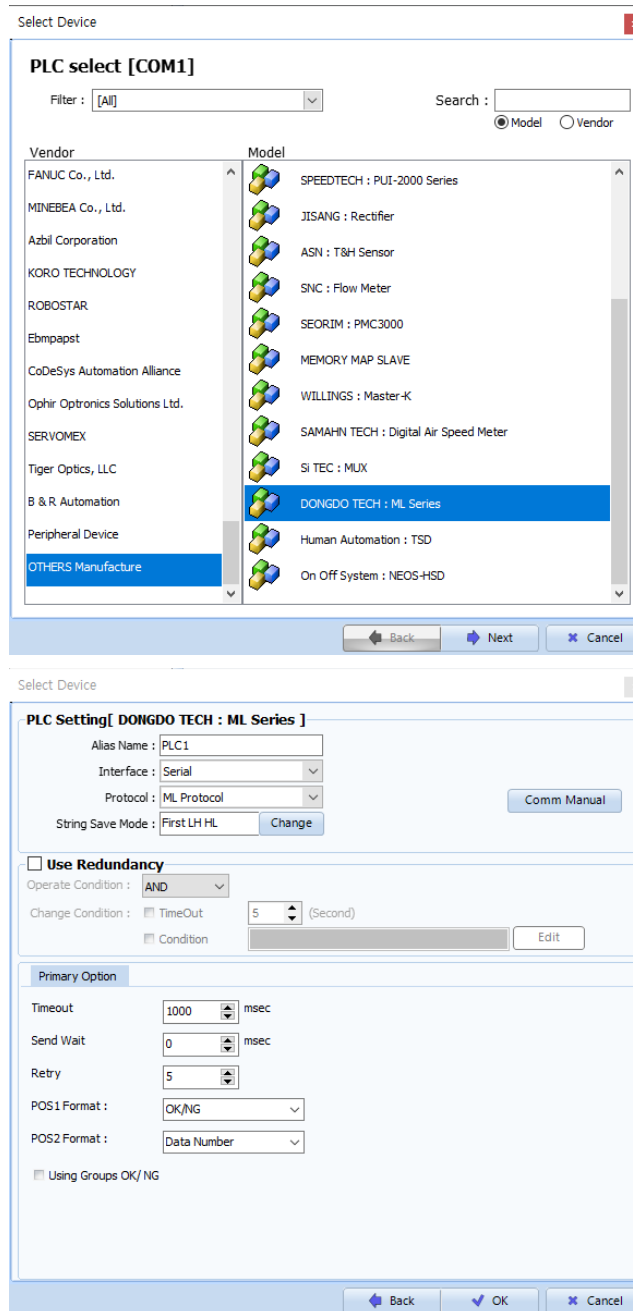 Select Device
PLC select [COM1]
Filter : [All] Search :
Model Vendor
Vendor Model
FANUC Co., Ltd.
MINEBEA Co., Ltd.
Azbil Corporation
KORO TECHNOLOGY
ROBOSTAR
Ebmpapst
CoDeSys Automation Alliance
Ophir Optronics Solutions Ltd.
SERVOMEX
Tiger Optics, LLC
B & R Automation
Peripheral Device
OTHERS Manufacture
SPEEDTECH : PUI-2000 Series
JISANG : Rectifier
ASN : T&H Sensor
SNC : Flow Meter
SEORIM : PMC3000
MEMORY MAP SLAVE
WILLINGS : Master-K
SAMAHN TECH : Digital Air Speed Meter
Si TEC : MUX
DONGDO TECH : ML Series
Human Automation : TSD
On Off System : NEOS-HSD
Back Next Cancel
Select Device
PLC Setting[ DONGDO TECH : ML Series ]
Alias Name : PLC1
Interface : Serial
Protocol : ML Protocol Comm Manual
String Save Mode : First LH HL Change
Use Redundancy
Operate Condition : AND
Change Condition : TimeOut 5 (Second)
Condition Edit
Primary Option
Timeout 1000 msec
Send Wait 0 msec
Retry 5
POS1 Format : OK/NG
POS2 Format : Data Number
Using Groups OK/ NG
Back OK Cancel